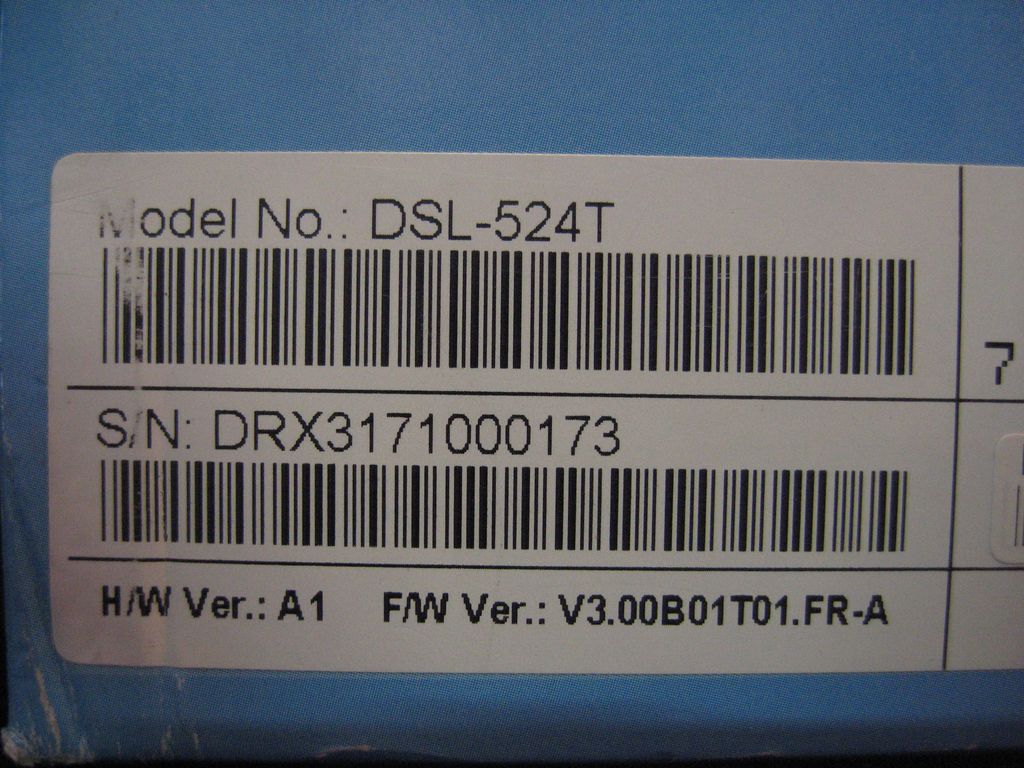 Model No.: DSL-524T
7
S/N: DRX3171000173
H/W Ver.: A1 F/W Ver.: V3.00B01T01.FR-A